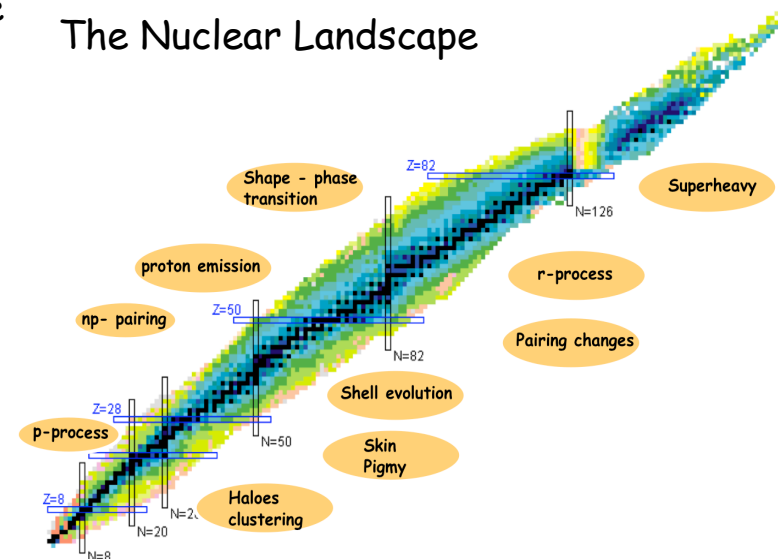 The Nuclear Landscape
Shape - phase
transition
Z=82
Superheavy
N=126
proton emission
r-process
np- pairing
Z=50
Pairing changes
N=82
Shell evolution
Z=28
p-process
N=50
Skin
Pigmy
Haloes
clustering
Z=8
N=20
N=8